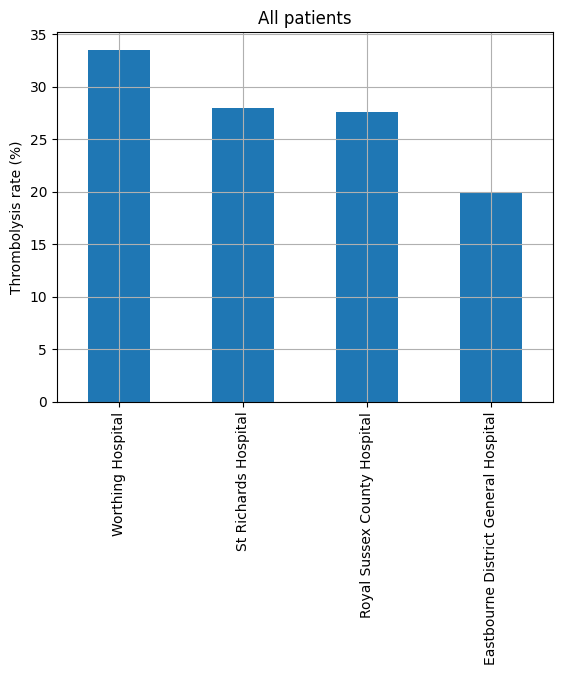 All patients
Thrombolysis rate (%)
35
30
25
20
15
10
5
0
Worthing Hospital
St Richards Hospital
Royal Sussex County Hospital
Eastbourne District General Hospital